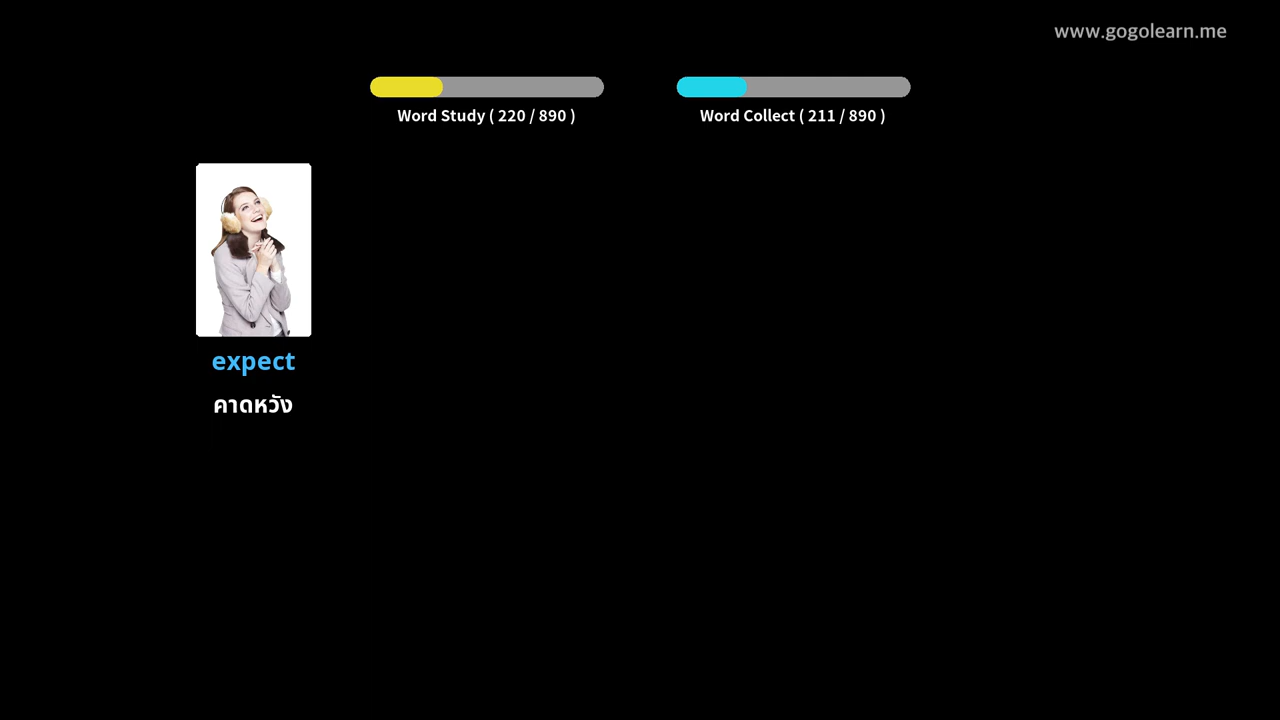 www.gogolearn.me
Word Study ( 220 / 890 )
Word Collect ( 211 / 890 )
expect
คาดหวัง